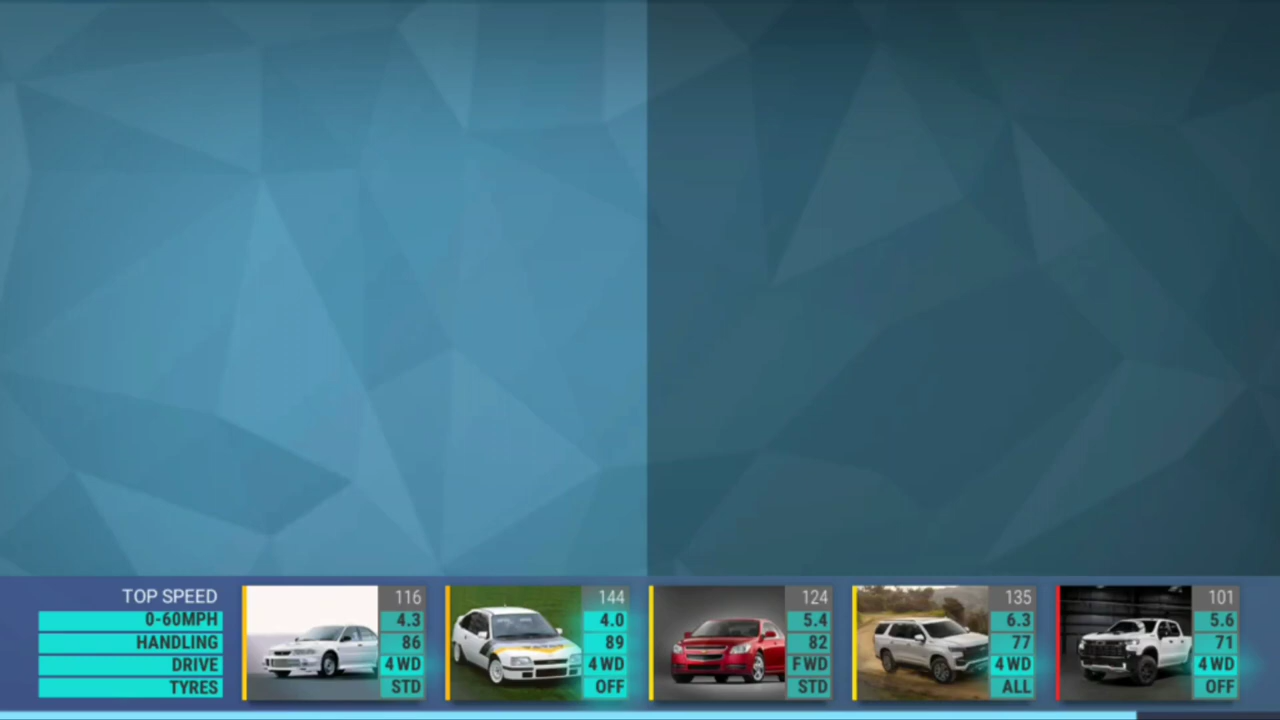 TOP SPEED 116 144 124 135 101
0-60MPH 4.3 4.0 5.4 6.3 5.6
HANDLING 86 89 82 77 71
DRIVE 4WD 4WD FWD 4WD 4WD
TYRES STD OFF STD ALL OFF